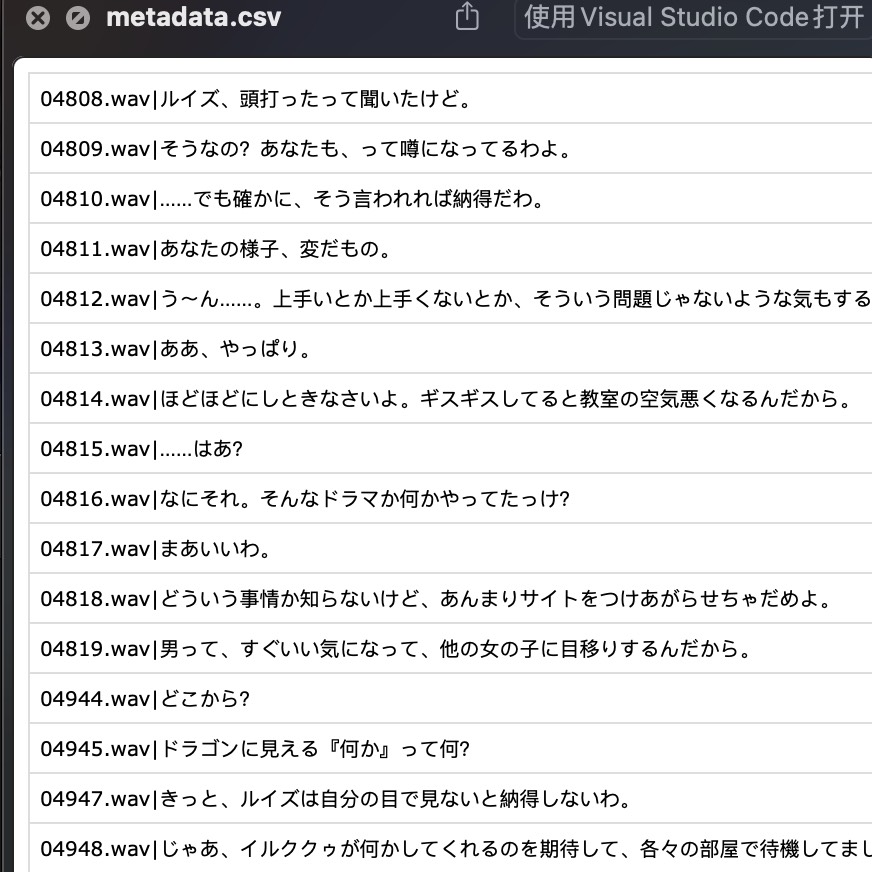 metadata.csv
使用Visual Studio Code打开
04808.wav|ルイズ、頭打ったって聞いたけど。
04809.wav|そうなの? あなたも、って噂になってるわよ。
04810.wav|......でも確かに、そう言われれば納得だわ。
04811.wav|あなたの様子、変だもの。
04812.wav|う〜ん......。上手いとか上手くないとか、そういう問題じゃないような気もする
04813.wav|ああ、やっぱり。
04814.wav|ほどほどにしときなさいよ。ギスギスしてると教室の空気悪くなるんだから。
04815.wav|......はあ?
04816.wav|なにそれ。そんなドラマか何かやってたっけ?
04817.wav|まあいいわ。
04818.wav|どういう事情か知らないけど、あんまりサイトをつけあがらせちゃだめよ。
04819.wav|男って、すぐいい気になって、他の女の子に目移りするんだから。
04944.wav|どこから?
04945.wav|ドラゴンに見える『何か』って何?
04947.wav|きっと、ルイズは自分の目で見ないと納得しないわ。
04948.wav|じゃあ、イルククゥが何かしてくれるのを期待して、各々の部屋で待機してまし